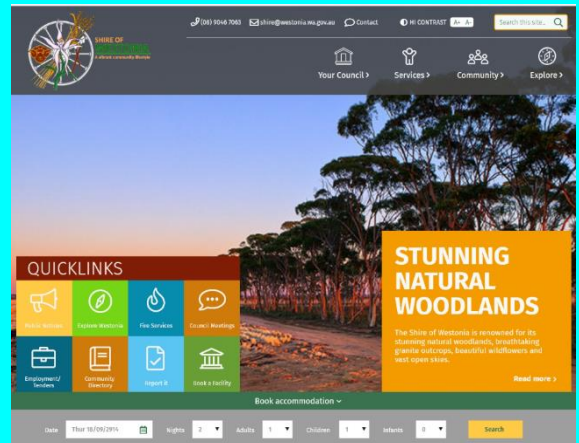 SHIRE OF
WESTONIA
A vibrant community lifestyle
(08) 9046 7063 shire@westonia.wa.gov.au Contact HI CONTRAST A+ A- Search this site...
Your Council > Services > Community > Explore >
QUICKLINKS
Public Notices Explore Westonia Fire Services Council Meetings
Employment/
Tenders
Community
Directory
Report It
Book a Facility
STUNNING
NATURAL
WOODLANDS
The Shire of Westonia is renowned for its
stunning natural woodlands, breathtaking
granite outcrops, beautiful wildflowers and
vast open skies.
Read more >
Book accommodation
Date Thur 18/09/2014 Nights 2 Adults 1 Children 1 Infants 0 Search